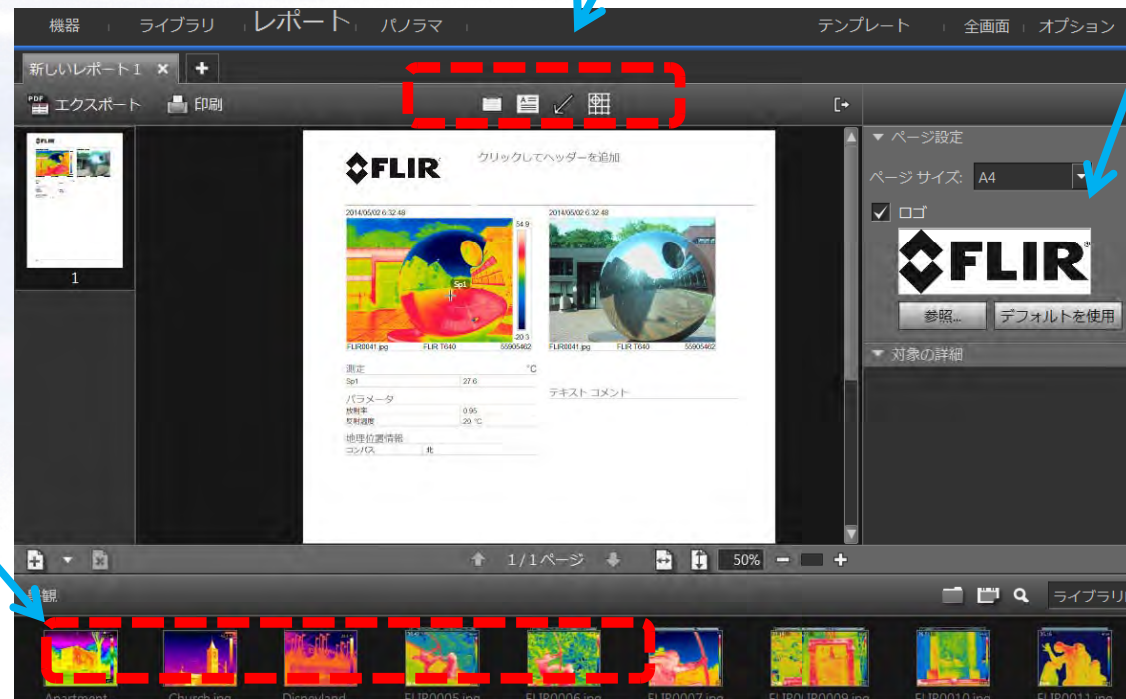 機器 ライブラリ レポート パノラマ テンプレート 全画面 オプション
新しいレポート 1 × +
PDF エクスポート 印刷
FLIR
クリックしてヘッダーを追加
2014/05/02 6:32:48 2014/05/02 6:32:48
54.9
Sp1
-20.3
FLIR0041.jpg FLIR T640 55905462 FLIR0041.jpg FLIR T640 55905462
測定 °C
Sp1 27.6
テキスト コメント
パラメータ
放射率 0.95
反射温度 20 °C
地理位置情報
コンパス 北
1
ページ設定
ページ サイズ: A4
ロゴ
FLIR
参照... デフォルトを使用
対象の詳細
1/1ページ 50%
ライブラリ
Apartment Church.jpg Disneyland FLIR0005.jpg FLIR0006.jpg FLIR0007.jpg FLIR0010.jpg FLIR0011.jpg